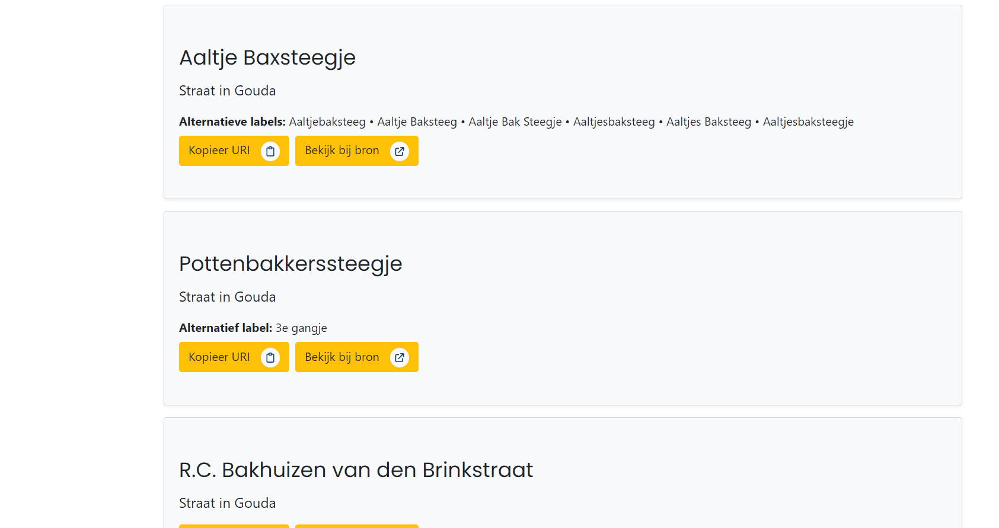 Aaltje Baxsteegje
Straat in Gouda
Alternatieve labels: Aaltjebaksteeg • Aaltje Baksteeg • Aaltje Bak Steegje • Aaltjesbaksteeg • Aaltjes Baksteeg • Aaltjesbaksteegje
Kopieer URI Bekijk bij bron
Pottenbakkerssteegje
Straat in Gouda
Alternatief label: 3e gangje
Kopieer URI Bekijk bij bron
R.C. Bakhuizen van den Brinkstraat
Straat in Gouda